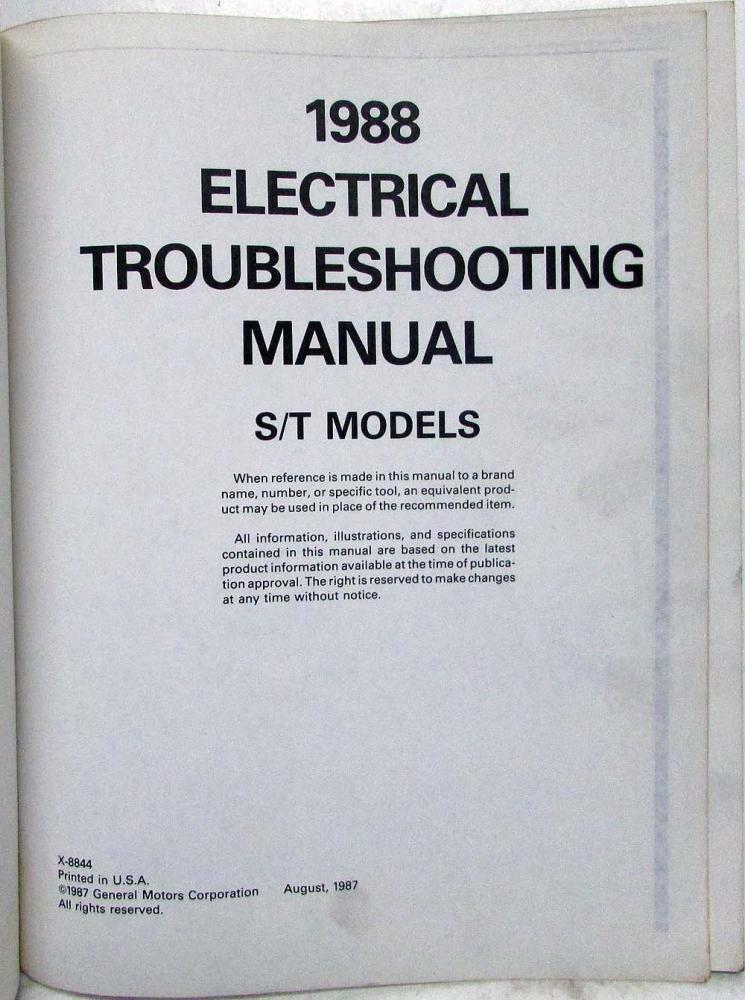 1988
ELECTRICAL
TROUBLESHOOTING
MANUAL
S/T MODELS
When reference is made in this manual to a brand
name, number, or specific tool, an equivalent prod-
uct may be used in place of the recommended item.
All information, illustrations, and specifications
contained in this manual are based on the latest
product information available at the time of publica-
tion approval. The right is reserved to make changes
at any time without notice.
X-8844
Printed in U.S.A.
©1987 General Motors Corporation August, 1987
All rights reserved.